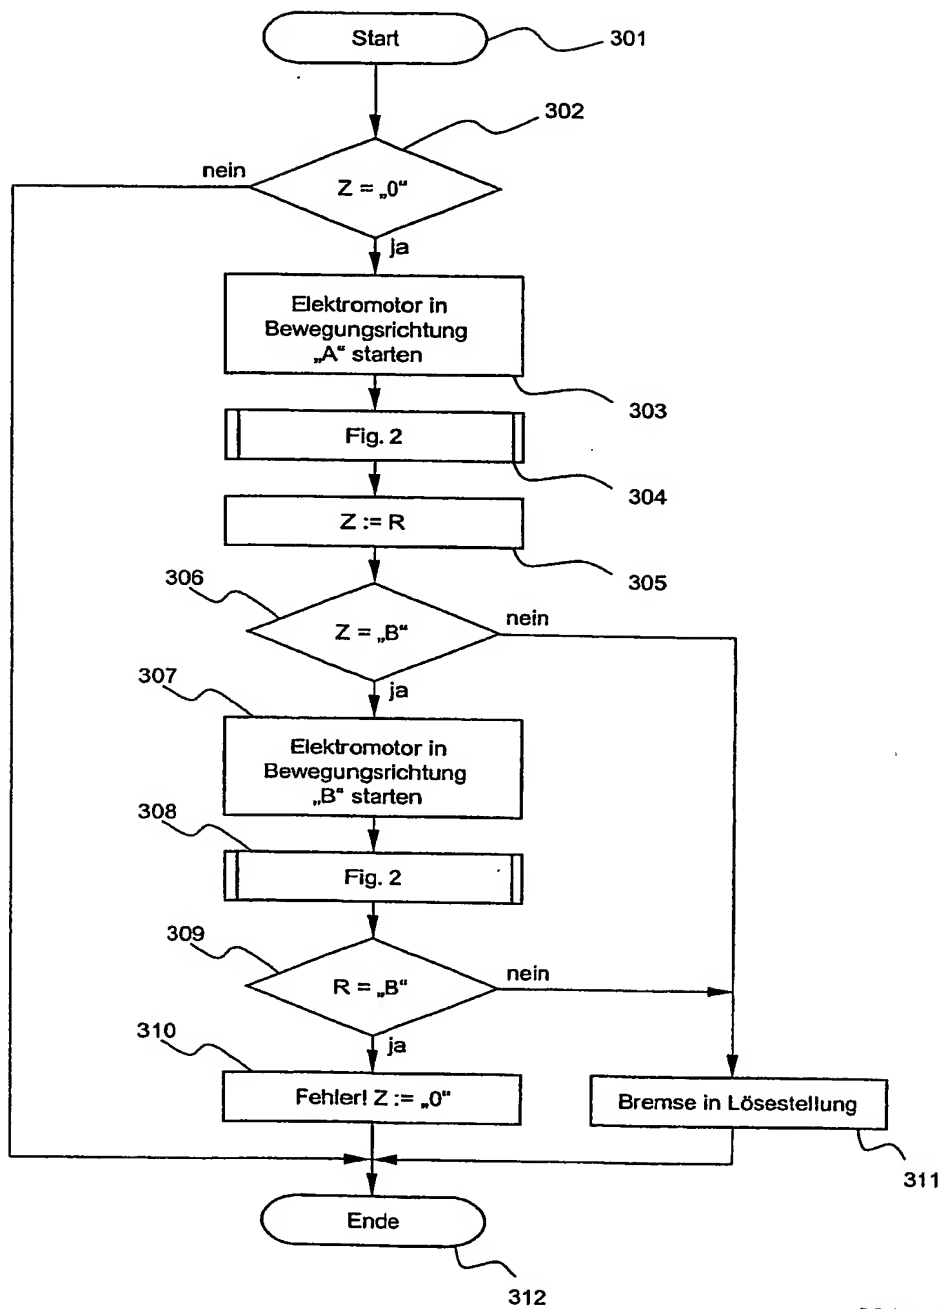 Start
301
302
nein
Z = „0“
ja
Elektromotor in
Bewegungsrichtung
„A“ starten
303
Fig. 2
304
Z := R
305
306
nein
Z = „B“
ja
307
Elektromotor in
Bewegungsrichtung
„B“ starten
308
Fig. 2
309
nein
R = „B“
ja
310
Fehler! Z := „0“
Bremse in Lösestellung
311
Ende
312